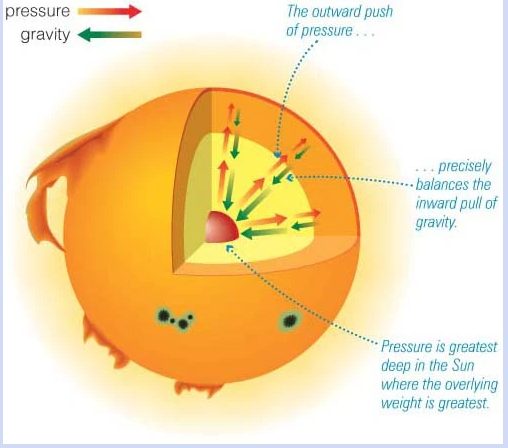 pressure
gravity
The outward push
of pressure . . .
. . . precisely
balances the
inward pull of
gravity.
Pressure is greatest
deep in the Sun
where the overlying
weight is greatest.